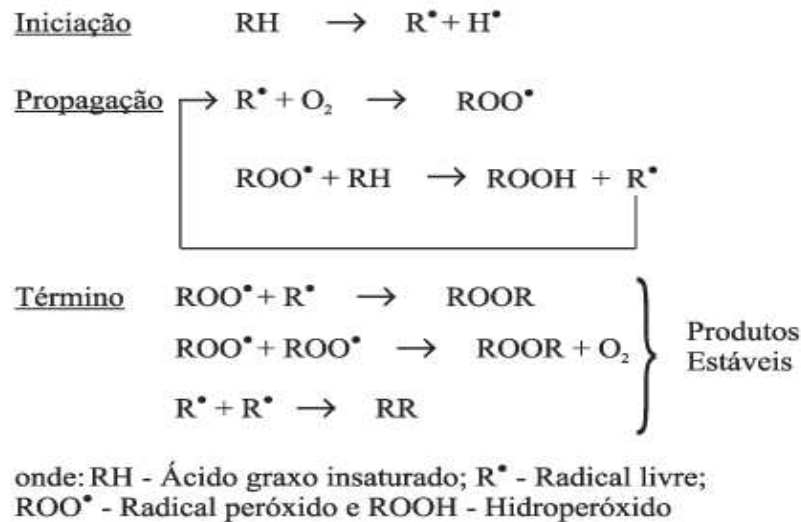 Iniciação RH → R• + H•
Propagação R• + O₂ → ROO•
ROO• + RH → ROOH + R•
Término ROO• + R• → ROOR
ROO• + ROO• → ROOR + O₂
R• + R• → RR
Produtos
Estáveis
onde: RH - Ácido graxo insaturado; R• - Radical livre;
ROO• - Radical peróxido e ROOH - Hidroperóxido